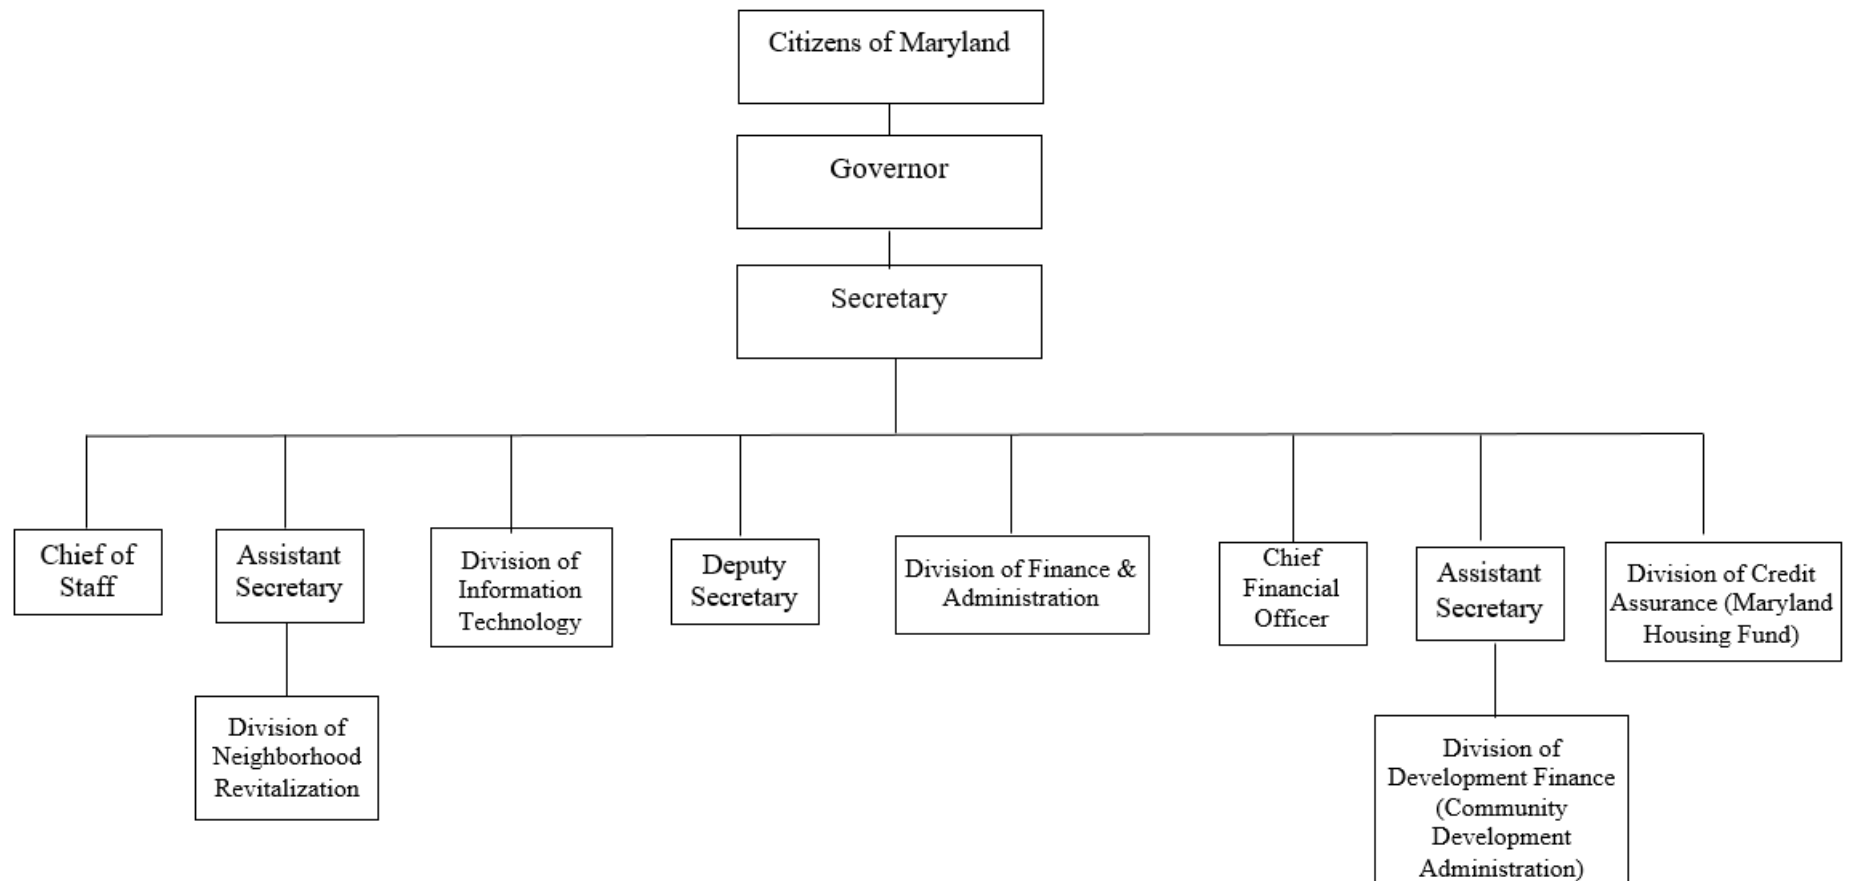 Citizens of Maryland
Governor
Secretary
Chief of
Staff
Assistant
Secretary
Division of
Information
Technology
Deputy
Secretary
Division of Finance &
Administration
Chief
Financial
Officer
Assistant
Secretary
Division of Credit
Assurance (Maryland
Housing Fund)
Division of
Neighborhood
Revitalization
Division of
Development Finance
(Community
Development
Administration)